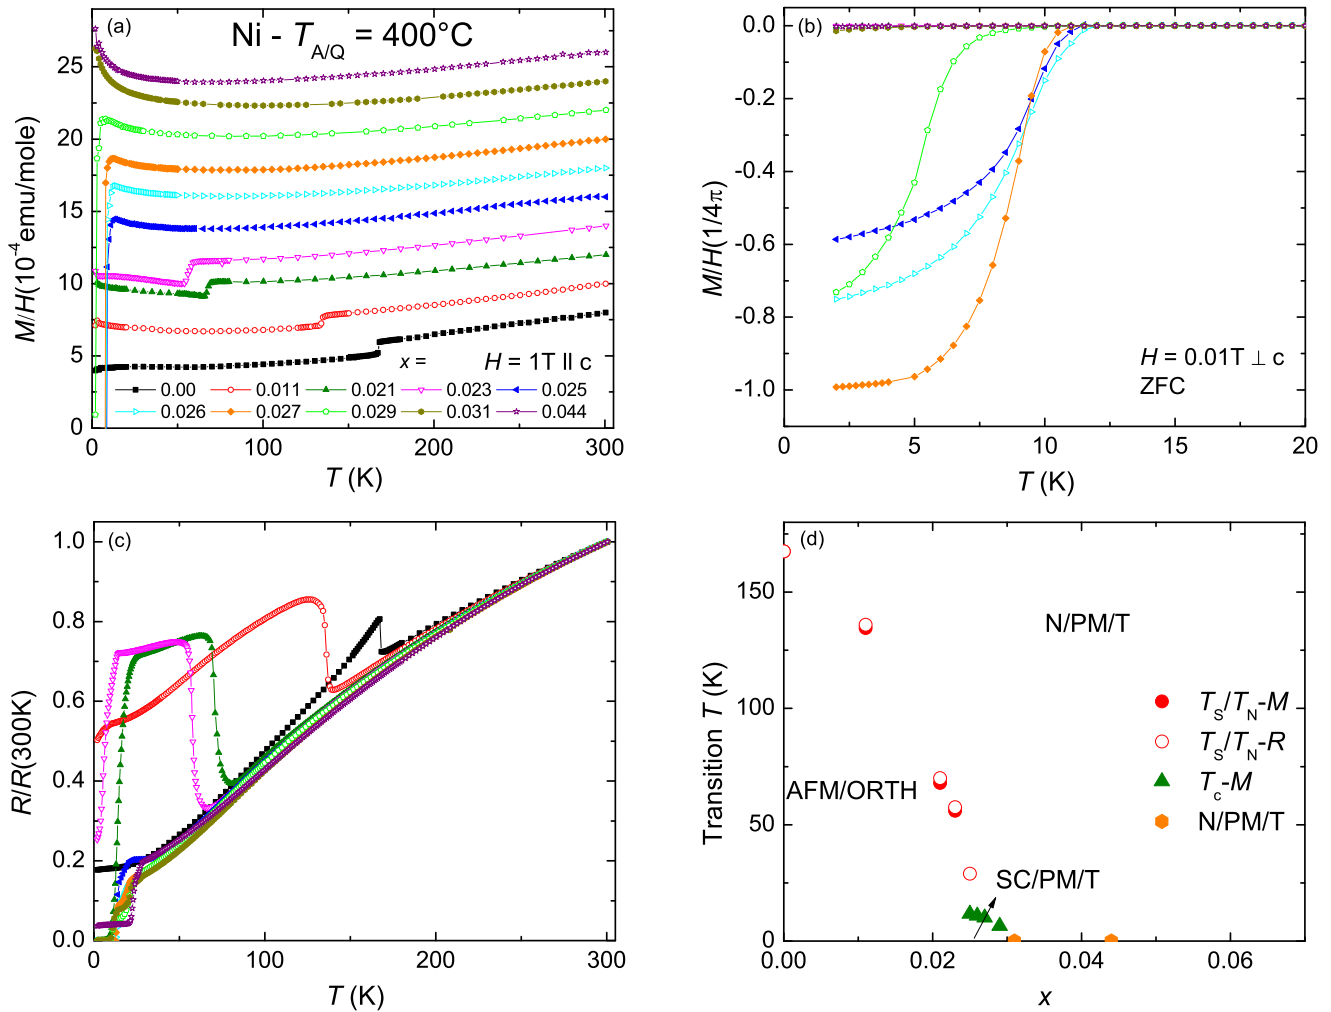 (a)
Ni - T_A/Q = 400°C
M/H(10^-4 emu/mole)
25
20
15
10
5
0
x = H = 1T || c
0.00 0.011 0.021 0.023 0.025
0.026 0.027 0.029 0.031 0.044
0 100 200 300
T (K)
(b)
M/H(1/4π)
0.0
-0.2
-0.4
-0.6
-0.8
-1.0
H = 0.01T ⊥ c
ZFC
0 5 10 15 20
T (K)
(c)
R/R(300K)
1.0
0.8
0.6
0.4
0.2
0.0
0 100 200 300
T (K)
(d)
Transition T (K)
150
100
50
0
N/PM/T
T_S/T_N-M
T_S/T_N-R
T_c-M
N/PM/T
AFM/ORTH
SC/PM/T
0.00 0.02 0.04 0.06
x